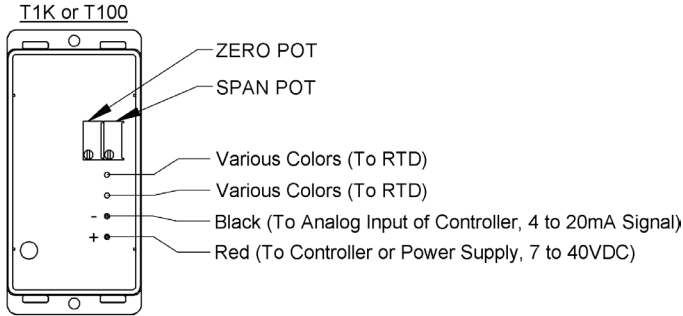 T1K or T100
ZERO POT
SPAN POT
Various Colors (To RTD)
Various Colors (To RTD)
- Black (To Analog Input of Controller, 4 to 20mA Signal)
+ Red (To Controller or Power Supply, 7 to 40VDC)